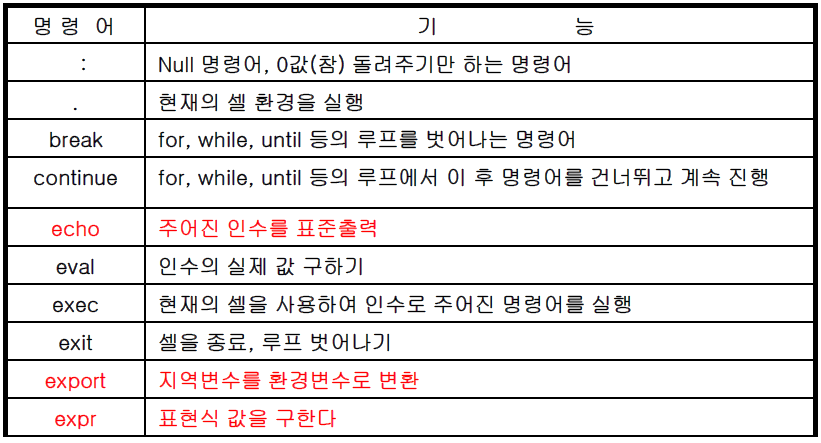 명 령 어 기 능
: Null 명령어, 0값(참) 돌려주기만 하는 명령어
. 현재의 셸 환경을 실행
break for, while, until 등의 루프를 벗어나는 명령어
continue for, while, until 등의 루프에서 이 후 명령어를 건너뛰고 계속 진행
echo 주어진 인수를 표준출력
eval 인수의 실제 값 구하기
exec 현재의 셸을 사용하여 인수로 주어진 명령어를 실행
exit 셸을 종료, 루프 벗어나기
export 지역변수를 환경변수로 변환
expr 표현식 값을 구한다